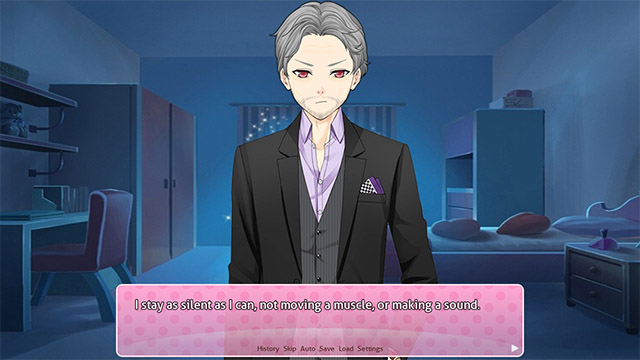 I stay as silent as I can, not moving a muscle, or making a sound.
History Skip Auto Save Load Settings